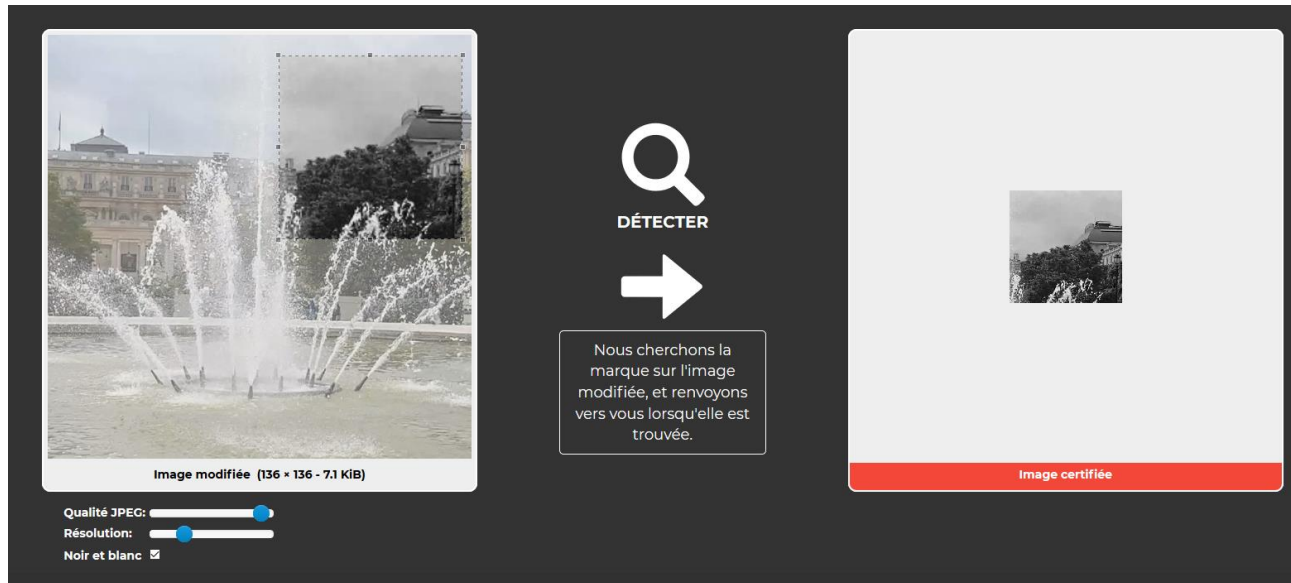 DÉTECTER
Nous cherchons la
marque sur l'image
modifiée, et renvoyons
vers vous lorsqu'elle est
trouvée.
Image modifiée (136 × 136 - 7.1 KiB)
Image certifiée
Qualité JPEG:
Résolution:
Noir et blanc